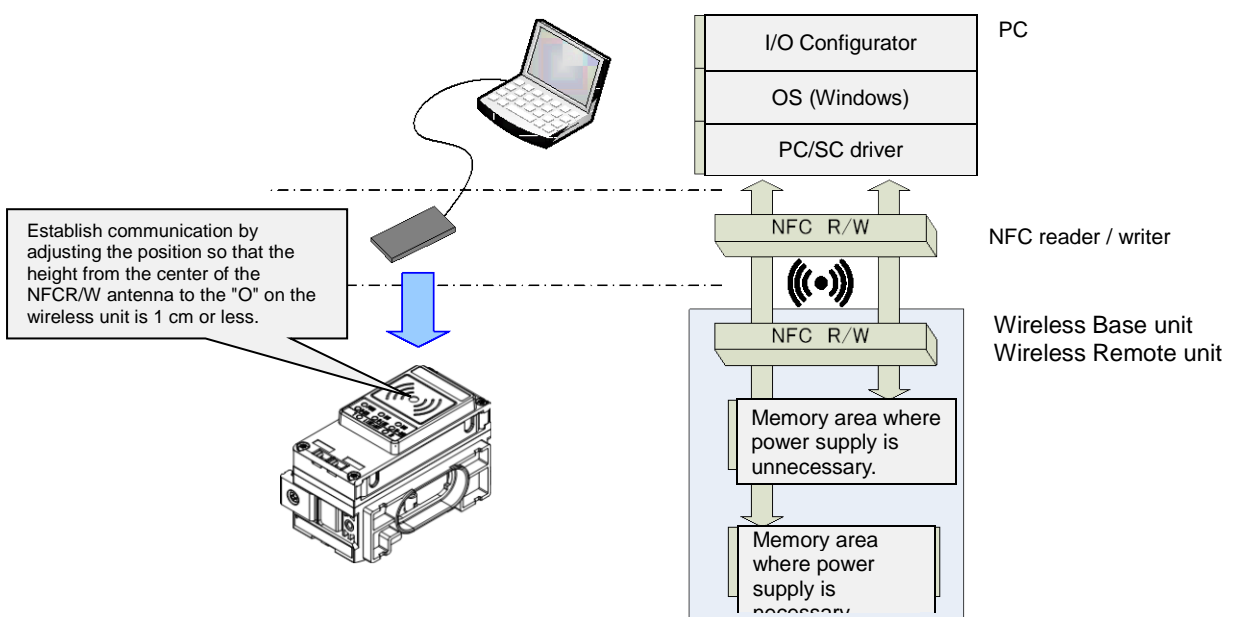 I/O Configurator
PC
OS (Windows)
PC/SC driver
NFC R/W
NFC reader / writer
Establish communication by
adjusting the position so that the
height from the center of the
NFCR/W antenna to the "O" on the
wireless unit is 1 cm or less.
NFC R/W
Wireless Base unit
Wireless Remote unit
Memory area where
power supply is
unnecessary.
Memory area
where power
supply is
necessary